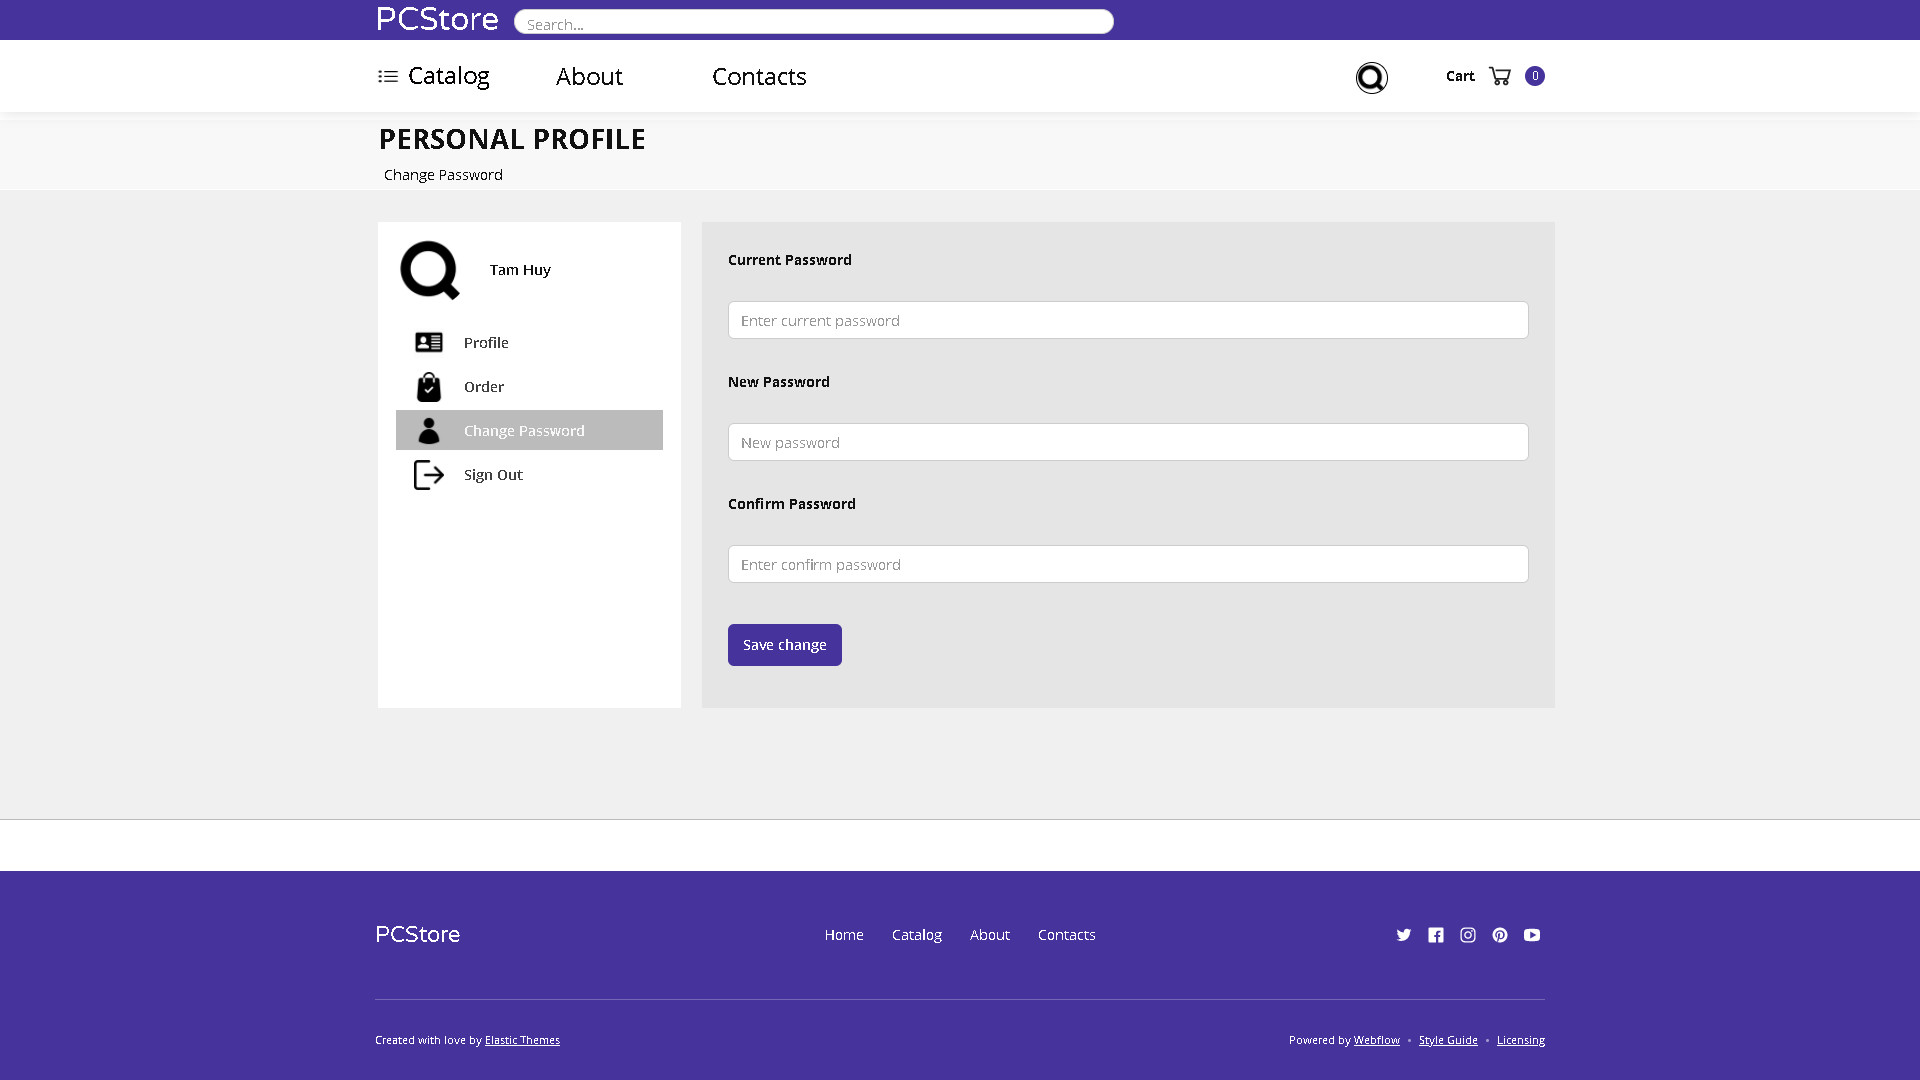 PCStore
Search...
Catalog
About
Contacts
Cart
0
PERSONAL PROFILE
Change Password
Tam Huy
Profile
Order
Change Password
Sign Out
Current Password
Enter current password
New Password
New password
Confirm Password
Enter confirm password
Save change
PCStore
Home
Catalog
About
Contacts
Created with love by Elastic Themes
Powered by Webflow • Style Guide • Licensing